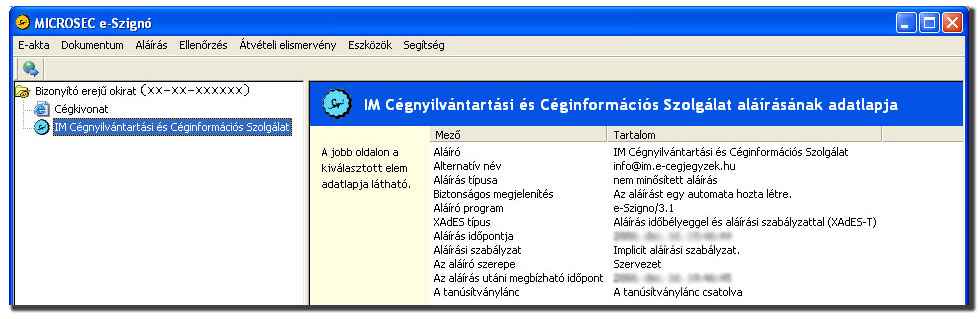 MICROSEC e-Szignó
E-akta Dokumentum Aláírás Ellenőrzés Átvételi elismervény Eszközök Segítség
Bizonyító erejű okirat (XX-XX-XXXXXX)
Cégkivonat
IM Cégnyilvántartási és Céginformációs Szolgálat
IM Cégnyilvántartási és Céginformációs Szolgálat aláírásának adatlapja
A jobb oldalon a
kiválasztott elem
adatlapja látható.
Mező Tartalom
Aláíró IM Cégnyilvántartási és Céginformációs Szolgálat
Alternatív név info@im.e-cegjegyzek.hu
Aláírás típusa nem minősített aláírás
Biztonságos megjelenítés Az aláírást egy automata hozta létre.
Aláíró program e-Szigno/3.1
XAdES típus Aláírás időbélyeggel és aláírási szabályzattal (XAdES-T)
Aláírás időpontja
Aláírási szabályzat Implicit aláírási szabályzat.
Az aláíró szerepe Szervezet
Az aláírás utáni megbízható időpont
A tanúsítványlánc A tanúsítványlánc csatolva